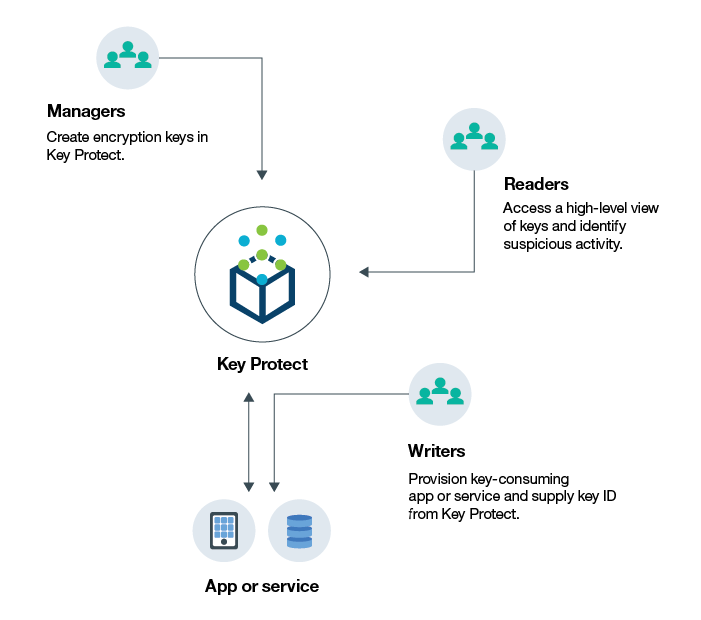 Managers
Create encryption keys in
Key Protect.
Readers
Access a high-level view
of keys and identify
suspicious activity.
Key Protect
Writers
Provision key-consuming
app or service and supply key ID
from Key Protect.
App or service